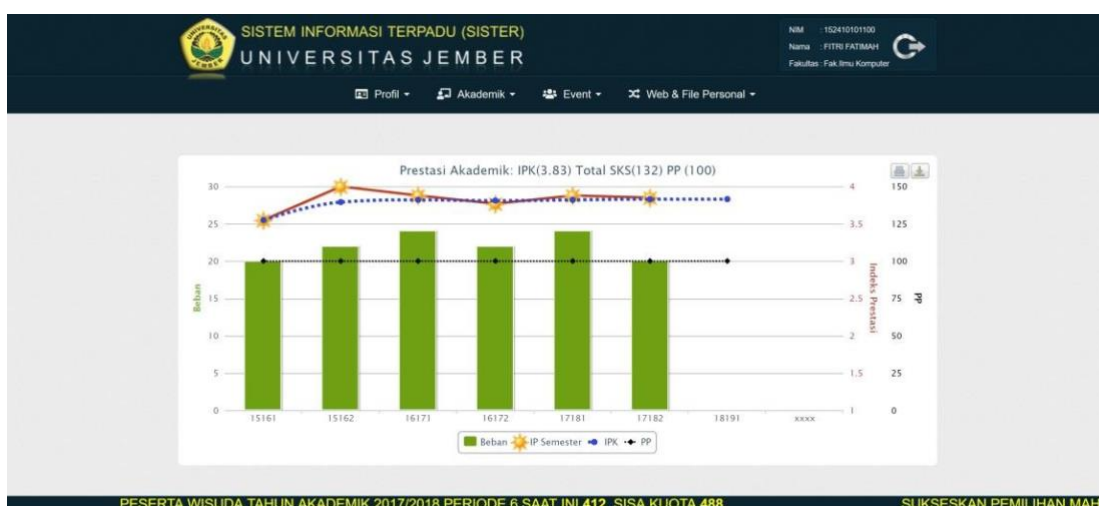 SISTEM INFORMASI TERPADU (SISTER)
UNIVERSITAS JEMBER
UNIVERSITAS
JEMBER
NIM : 152410101100
Nama : FITRI FATIMAH
Fakultas : Fak.Ilmu Komputer
Profil Akademik Event Web & File Personal
Prestasi Akademik: IPK(3.83) Total SKS(132) PP (100)
30 4 150
25 3.5 125
20 3 100
15 2.5 75
10 2 50
5 1.5 25
0 1 0
Beban
Indeks Prestasi
PP
15161 15162 16171 16172 17181 17182 18191 xxxx
Beban IP Semester IPK PP
PESERTA WISUDA TAHUN AKADEMIK 2017/2018 PERIODE 6 SAAT INI 412, SISA KUOTA 488 SUKSESKAN PEMILIHAN MAH